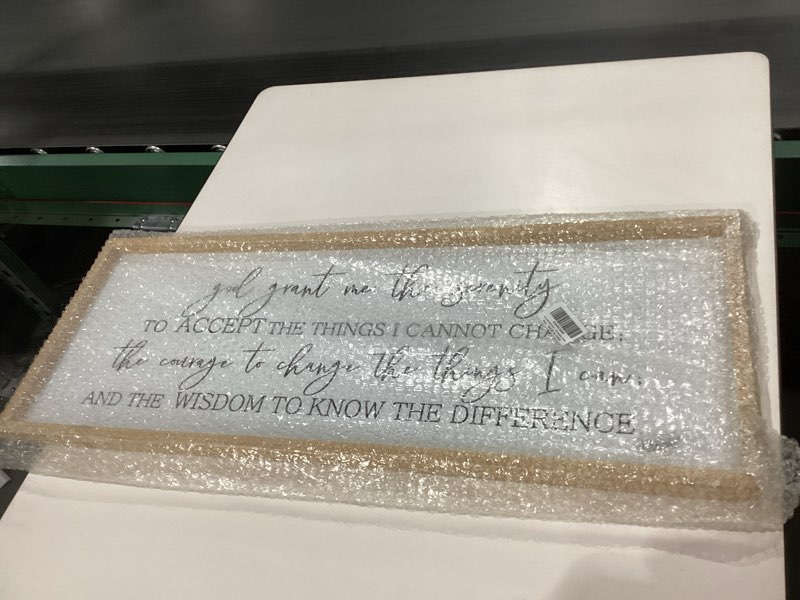 god grant me the serenity
TO ACCEPT THE THINGS I CANNOT CHANGE;
the courage to change the things I can;
AND THE WISDOM TO KNOW THE DIFFERENCE